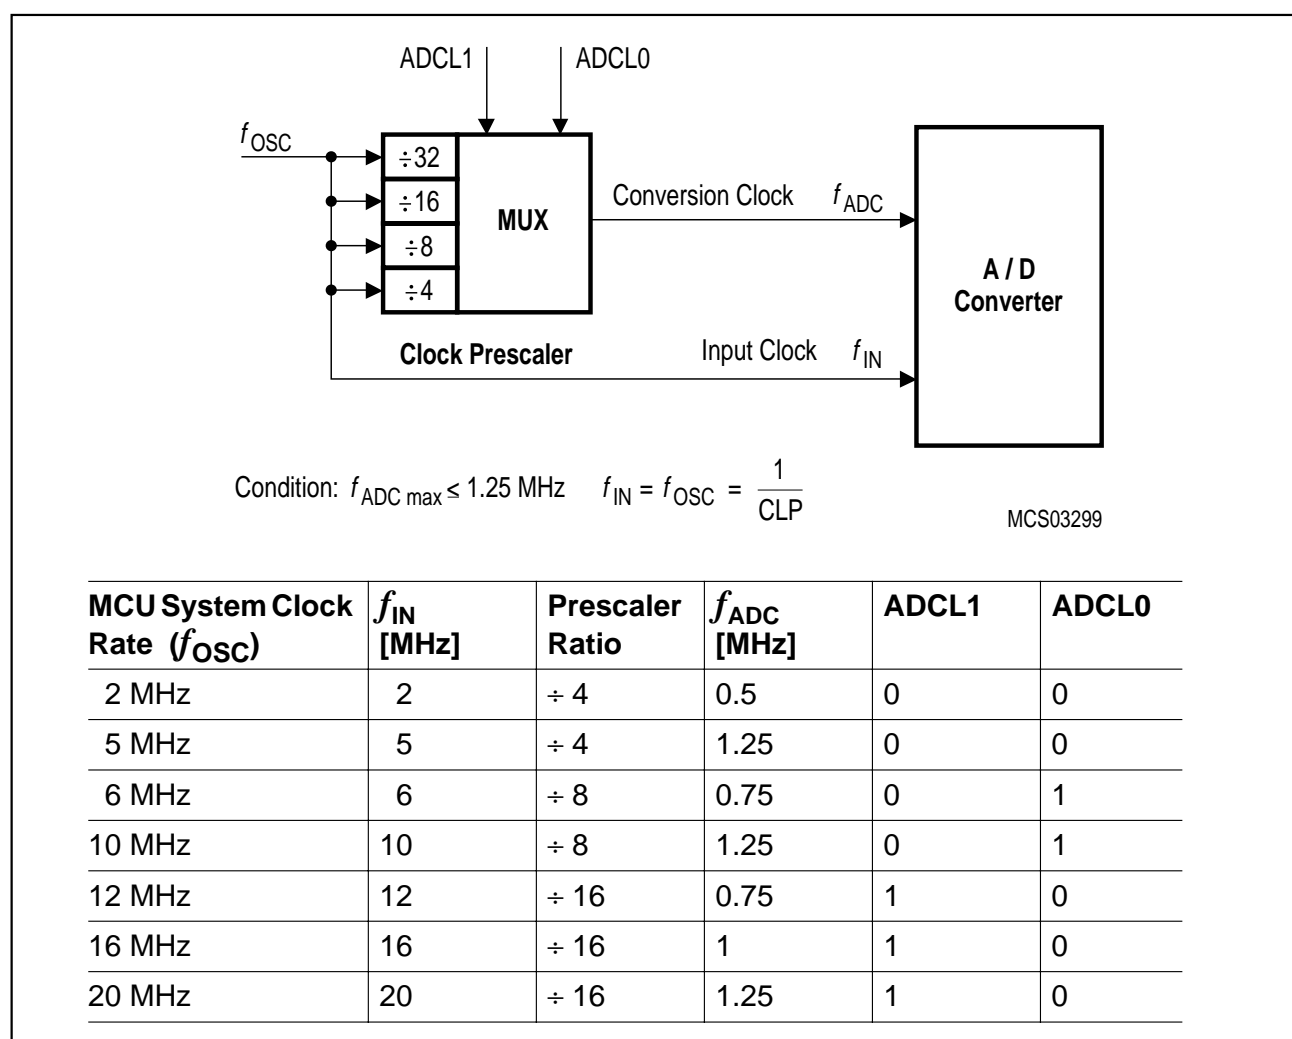 ADCL1 ADCL0
fOSC
÷32
÷16
÷8
÷4
MUX
Conversion Clock fADC
A / D
Converter
Clock Prescaler
Input Clock fIN
Condition: fADC max ≤ 1.25 MHz fIN = fOSC = 1
CLP
MCS03299
MCU System Clock fIN Prescaler fADC ADCL1 ADCL0
Rate (fOSC) [MHz] Ratio [MHz]
2 MHz 2 ÷ 4 0.5 0 0
5 MHz 5 ÷ 4 1.25 0 0
6 MHz 6 ÷ 8 0.75 0 1
10 MHz 10 ÷ 8 1.25 0 1
12 MHz 12 ÷ 16 0.75 1 0
16 MHz 16 ÷ 16 1 1 0
20 MHz 20 ÷ 16 1.25 1 0